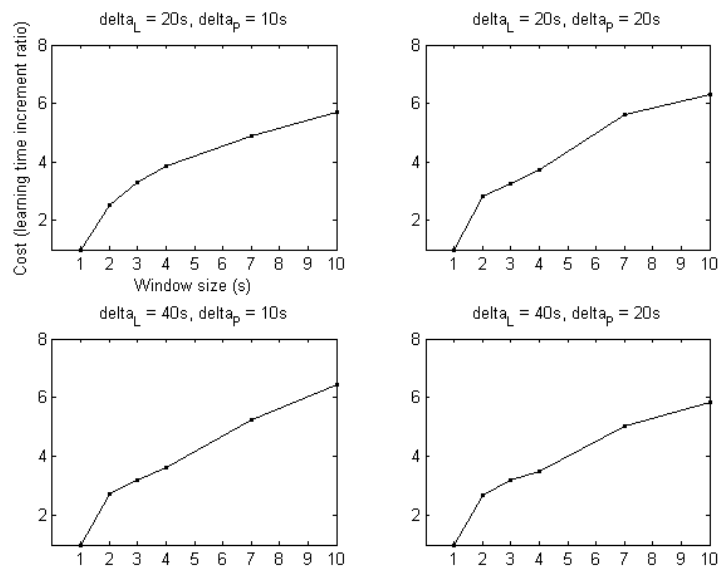 delta_L = 20s, delta_P = 10s
8
6
4
2
Cost (learning time increment ratio)
1 2 3 4 5 6 7 8 9 10
Window size (s)
delta_L = 20s, delta_P = 20s
8
6
4
2
1 2 3 4 5 6 7 8 9 10
delta_L = 40s, delta_P = 10s
8
6
4
2
1 2 3 4 5 6 7 8 9 10
delta_L = 40s, delta_P = 20s
8
6
4
2
1 2 3 4 5 6 7 8 9 10